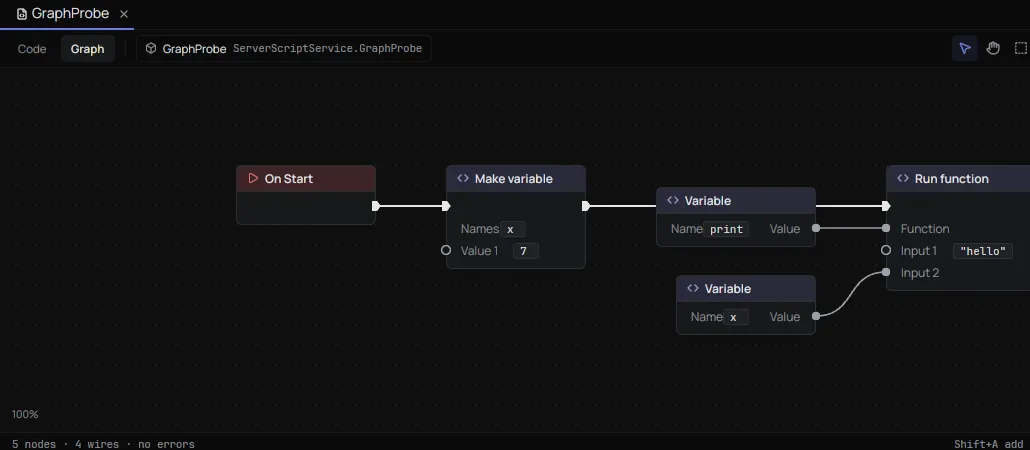 GraphProbe
Code Graph GraphProbe ServerScriptService.GraphProbe
On Start
Make variable
Names x
Value 1 7
Variable
Name print Value
Variable
Name x Value
Run function
Function
Input 1 "hello"
Input 2
100%
5 nodes · 4 wires · no errors
Shift+A add